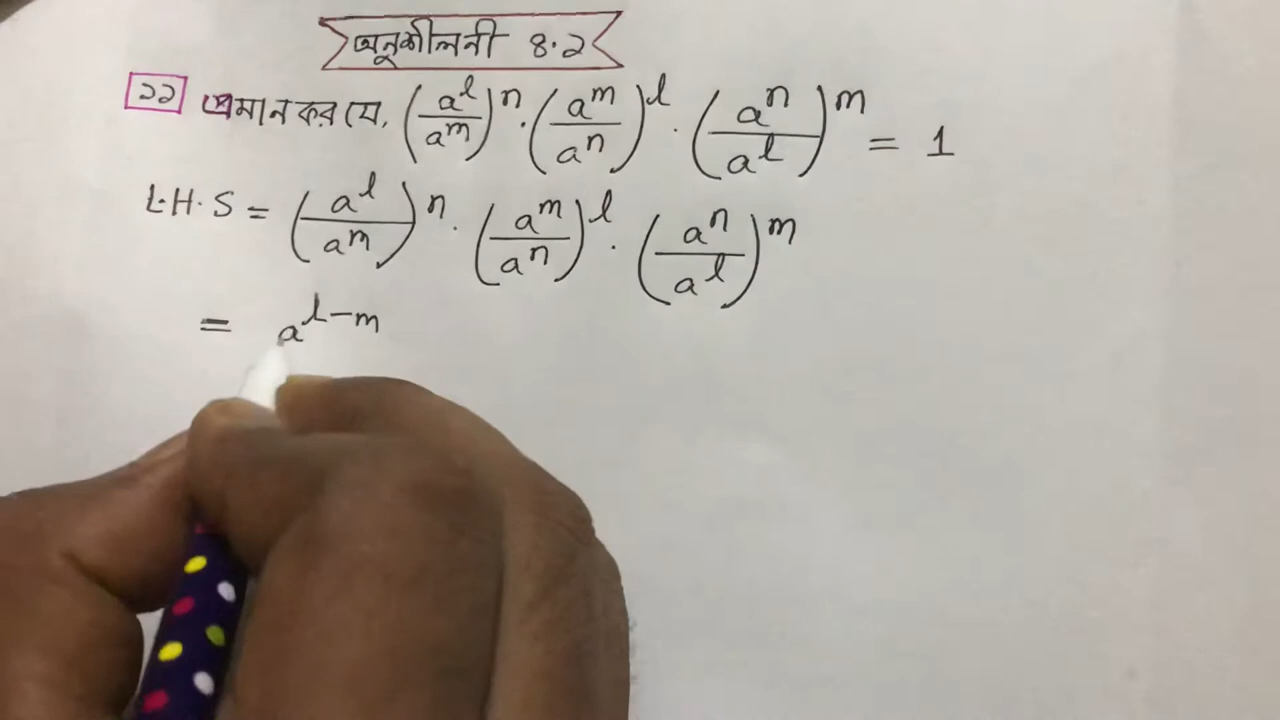 অনুশীলনী ৪.২
১১ প্রমান কর যে, (a^l/a^m)^n . (a^m/a^n)^l . (a^n/a^l)^m = 1
L.H.S = (a^l/a^m)^n . (a^m/a^n)^l . (a^n/a^l)^m
= a^l-m